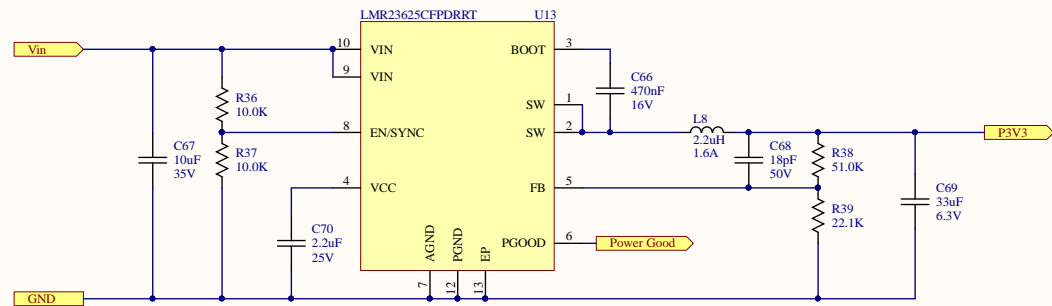 LMR23625CFPDRRT
U13
Vin
10
VIN
9
VIN
8
EN/SYNC
4
VCC
BOOT
3
SW
1
SW
2
FB
5
PGOOD
6
AGND
7
PGND
12
EP
13
C67
10uF
35V
R36
10.0K
R37
10.0K
C70
2.2uF
25V
C66
470nF
16V
L8
2.2uH
1.6A
C68
18pF
50V
R38
51.0K
R39
22.1K
C69
33uF
6.3V
P3V3
Power Good
GND